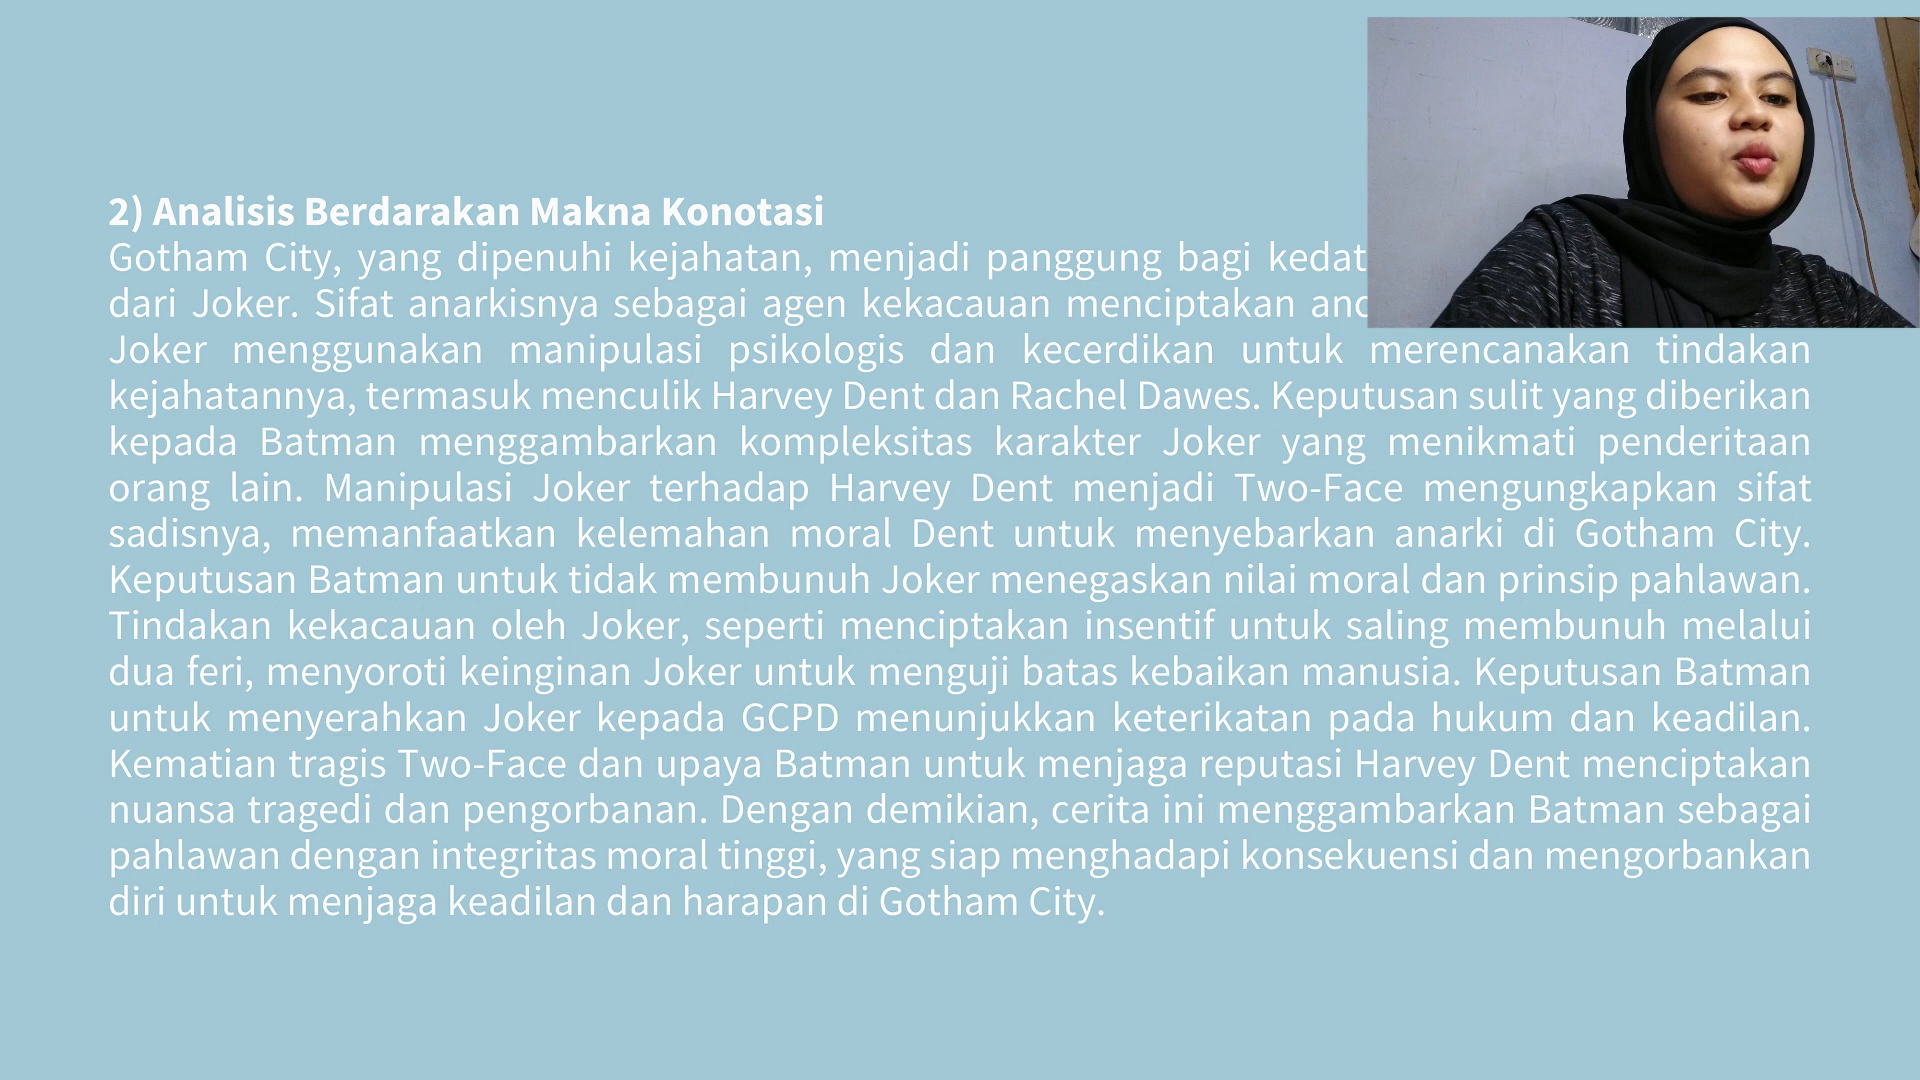 2) Analisis Berdarakan Makna Konotasi
Gotham City, yang dipenuhi kejahatan, menjadi panggung bagi
dari Joker. Sifat anarkisnya sebagai agen kekacauan menciptakan
Joker menggunakan manipulasi psikologis dan kecerdikan untuk merencanakan tindakan
kejahatannya, termasuk menculik Harvey Dent dan Rachel Dawes. Keputusan sulit yang diberikan
kepada Batman menggambarkan kompleksitas karakter Joker yang menikmati penderitaan
orang lain. Manipulasi Joker terhadap Harvey Dent menjadi Two-Face mengungkapkan sifat
sadisnya, memanfaatkan kelemahan moral Dent untuk menyebarkan anarki di Gotham City.
Keputusan Batman untuk tidak membunuh Joker menegaskan nilai moral dan prinsip pahlawan.
Tindakan kekacauan oleh Joker, seperti menciptakan insentif untuk saling membunuh melalui
dua feri, menyoroti keinginan Joker untuk menguji batas kebaikan manusia. Keputusan Batman
untuk menyerahkan Joker kepada GCPD menunjukkan keterikatan pada hukum dan keadilan.
Kematian tragis Two-Face dan upaya Batman untuk menjaga reputasi Harvey Dent menciptakan
nuansa tragedi dan pengorbanan. Dengan demikian, cerita ini menggambarkan Batman sebagai
pahlawan dengan integritas moral tinggi, yang siap menghadapi konsekuensi dan mengorbankan
diri untuk menjaga keadilan dan harapan di Gotham City.